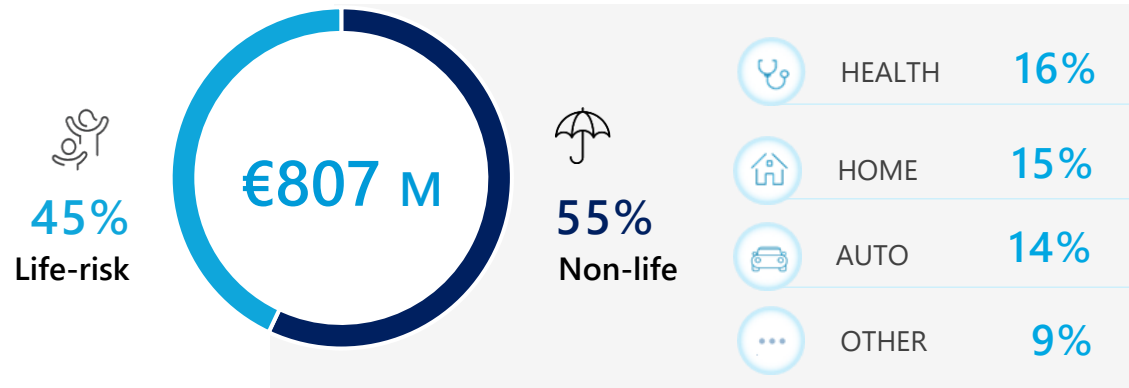 45%
Life-risk
€807 M
55%
Non-life
HEALTH 16%
HOME 15%
AUTO 14%
OTHER 9%